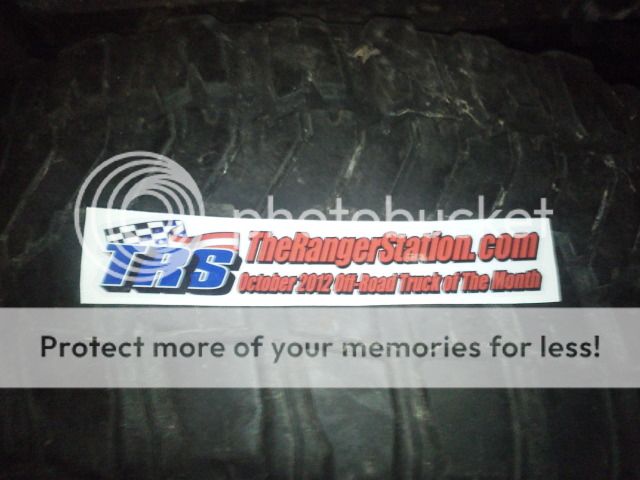 photobucket
TRS
TheRangerStation.com
October 2012 Off-Road Truck of The Month
Protect more of your memories for less!